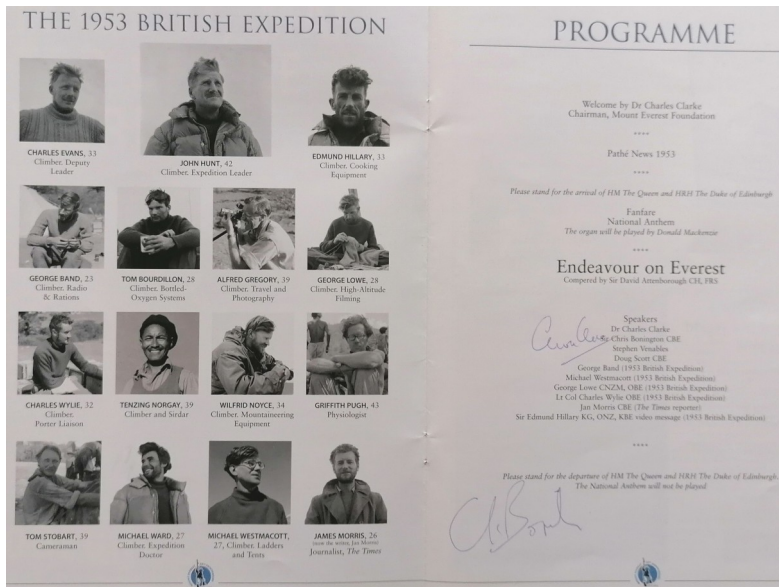 THE 1953 BRITISH EXPEDITION
CHARLES EVANS, 33
Climber. Deputy
Leader
JOHN HUNT, 42
Climber. Expedition Leader
EDMUND HILLARY, 33
Climber. Cooking
Equipment
GEORGE BAND, 23
Climber. Radio
& Rations
TOM BOURDILLON, 28
Climber. Bottled-
Oxygen Systems
ALFRED GREGORY, 39
Climber. Travel and
Photography
GEORGE LOWE, 28
Climber. High-Altitude
Filming
CHARLES WYLIE, 32
Climber.
Porter Liaison
TENZING NORGAY, 39
Climber and Sirdar
WILFRID NOYCE, 34
Climber. Mountaineering
Equipment
GRIFFITH PUGH, 43
Physiologist
TOM STOBART, 39
Cameraman
MICHAEL WARD, 27
Climber. Expedition
Doctor
MICHAEL WESTMACOTT,
27, Climber. Ladders
and Tents
JAMES MORRIS, 26
(now the writer, Jan Morris)
Journalist, The Times
PROGRAMME
Welcome by Dr Charles Clarke
Chairman, Mount Everest Foundation
****
Pathé News 1953
****
Please stand for the arrival of HM The Queen and HRH The Duke of Edinburgh
Fanfare
National Anthem
The organ will be played by Donald Mackenzie
****
Endeavour on Everest
Compered by Sir David Attenborough CH, FRS
Speakers
Dr Charles Clarke
Sir Chris Bonington CBE
Stephen Venables
Doug Scott CBE
George Band (1953 British Expedition)
Michael Westmacott (1953 British Expedition)
George Lowe CNZM, OBE (1953 British Expedition)
Lt Col Charles Wylie OBE (1953 British Expedition)
Jan Morris CBE (The Times reporter)
Sir Edmund Hillary KG, ONZ, KBE video message (1953 British Expedition)
****
Please stand for the departure of HM The Queen and HRH The Duke of Edinburgh.
The National Anthem will not be played